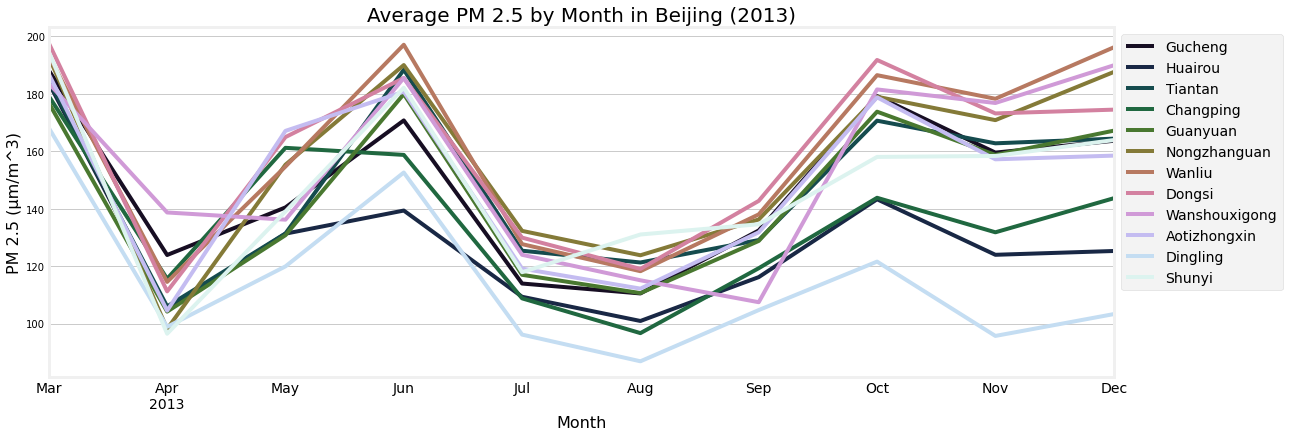 Average PM 2.5 by Month in Beijing (2013)
PM 2.5 (µm/m^3)
200
180
160
140
120
100
Mar Apr May Jun Jul Aug Sep Oct Nov Dec
2013
Month
Gucheng
Huairou
Tiantan
Changping
Guanyuan
Nongzhanguan
Wanliu
Dongsi
Wanshouxigong
Aotizhongxin
Dingling
Shunyi